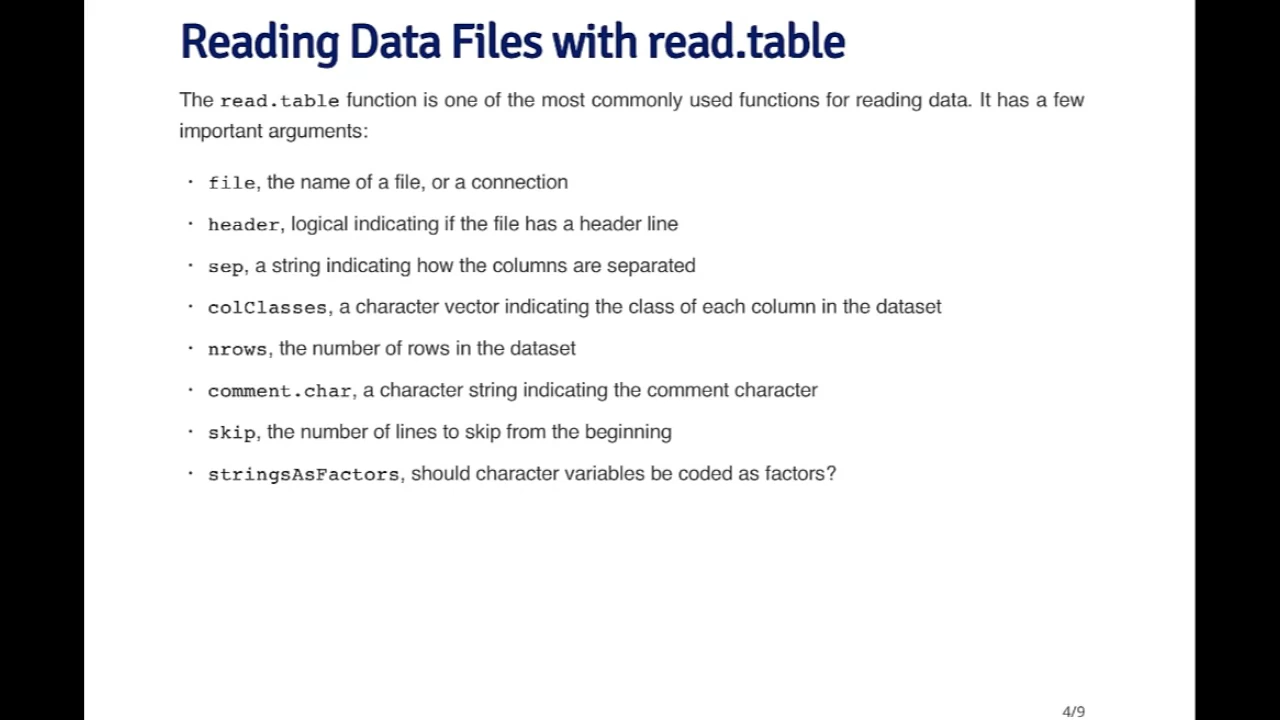 Reading Data Files with read.table
The read.table function is one of the most commonly used functions for reading data. It has a few
important arguments:
· file, the name of a file, or a connection
· header, logical indicating if the file has a header line
· sep, a string indicating how the columns are separated
· colClasses, a character vector indicating the class of each column in the dataset
· nrows, the number of rows in the dataset
· comment.char, a character string indicating the comment character
· skip, the number of lines to skip from the beginning
· stringsAsFactors, should character variables be coded as factors?
4/9